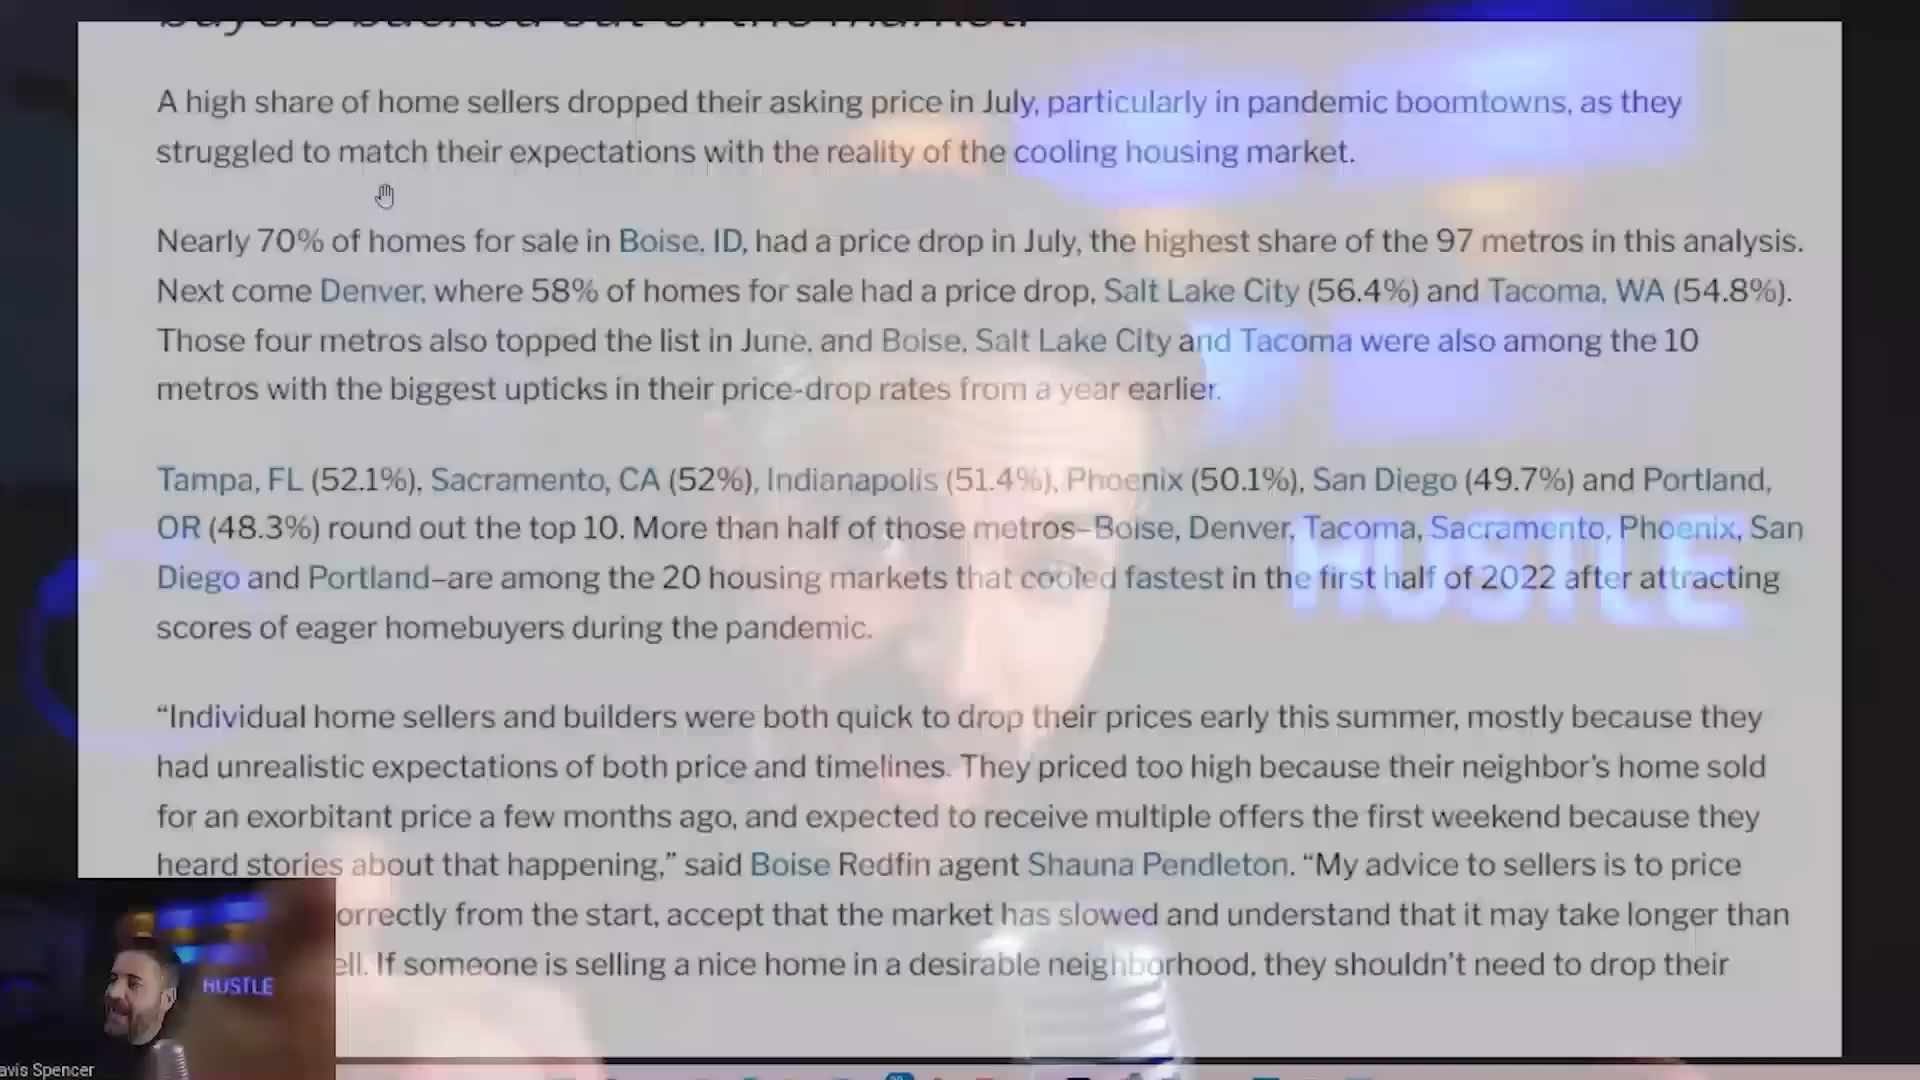 buyers backed out of the market.
A high share of home sellers dropped their asking price in July, particularly in pandemic boomtowns, as they
struggled to match their expectations with the reality of the cooling housing market.
Nearly 70% of homes for sale in Boise, ID, had a price drop in July, the highest share of the 97 metros in this analysis.
Next come Denver, where 58% of homes for sale had a price drop, Salt Lake City (56.4%) and Tacoma, WA (54.8%).
Those four metros also topped the list in June, and Boise, Salt Lake City and Tacoma were also among the 10
metros with the biggest upticks in their price-drop rates from a year earlier.
Tampa, FL (52.1%), Sacramento, CA (52%), Indianapolis (51.4%), Phoenix (50.1%), San Diego (49.7%) and Portland,
OR (48.3%) round out the top 10. More than half of those metros–Boise, Denver, Tacoma, Sacramento, Phoenix, San
Diego and Portland–are among the 20 housing markets that cooled fastest in the first half of 2022 after attracting
scores of eager homebuyers during the pandemic.
“Individual home sellers and builders were both quick to drop their prices early this summer, mostly because they
had unrealistic expectations of both price and timelines. They priced too high because their neighbor’s home sold
for an exorbitant price a few months ago, and expected to receive multiple offers the first weekend because they
heard stories about that happening,” said Boise Redfin agent Shauna Pendleton. “My advice to sellers is to price
orrectly from the start, accept that the market has slowed and understand that it may take longer than
ell. If someone is selling a nice home in a desirable neighborhood, they shouldn’t need to drop their
HUSTLE
HUSTLE
avis Spencer